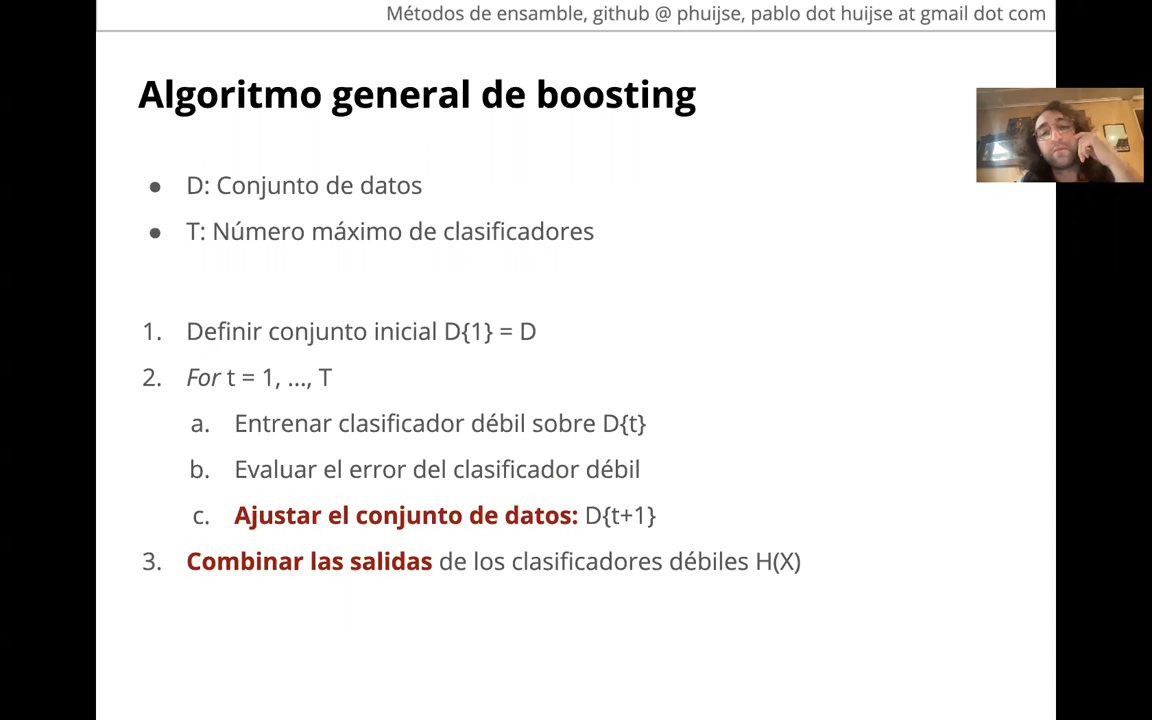 Métodos de ensamble, github @ phuijse, pablo dot huijse at gmail dot com
Algoritmo general de boosting
● D: Conjunto de datos
● T: Número máximo de clasificadores
1. Definir conjunto inicial D{1} = D
2. For t = 1, ..., T
a. Entrenar clasificador débil sobre D{t}
b. Evaluar el error del clasificador débil
c. Ajustar el conjunto de datos: D{t+1}
3. Combinar las salidas de los clasificadores débiles H(X)